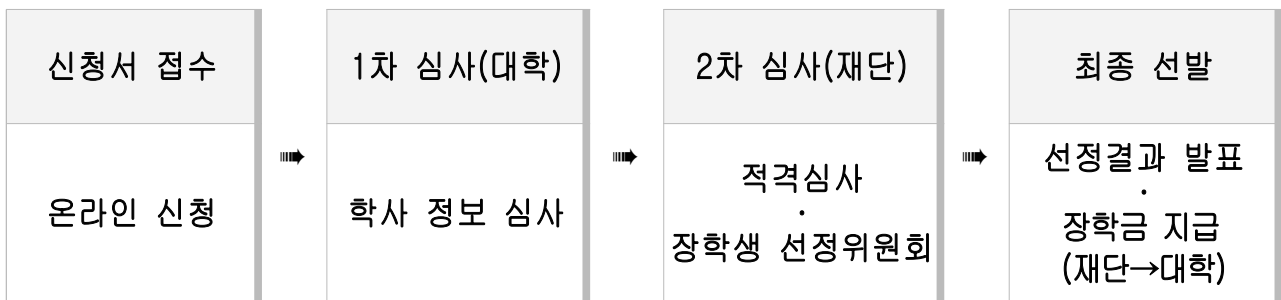 신청서 접수
온라인 신청
➠
1차 심사(대학)
학사 정보 심사
➠
2차 심사(재단)
적격심사
·
장학생 선정위원회
➠
최종 선발
선정결과 발표
·
장학금 지급
(재단→대학)